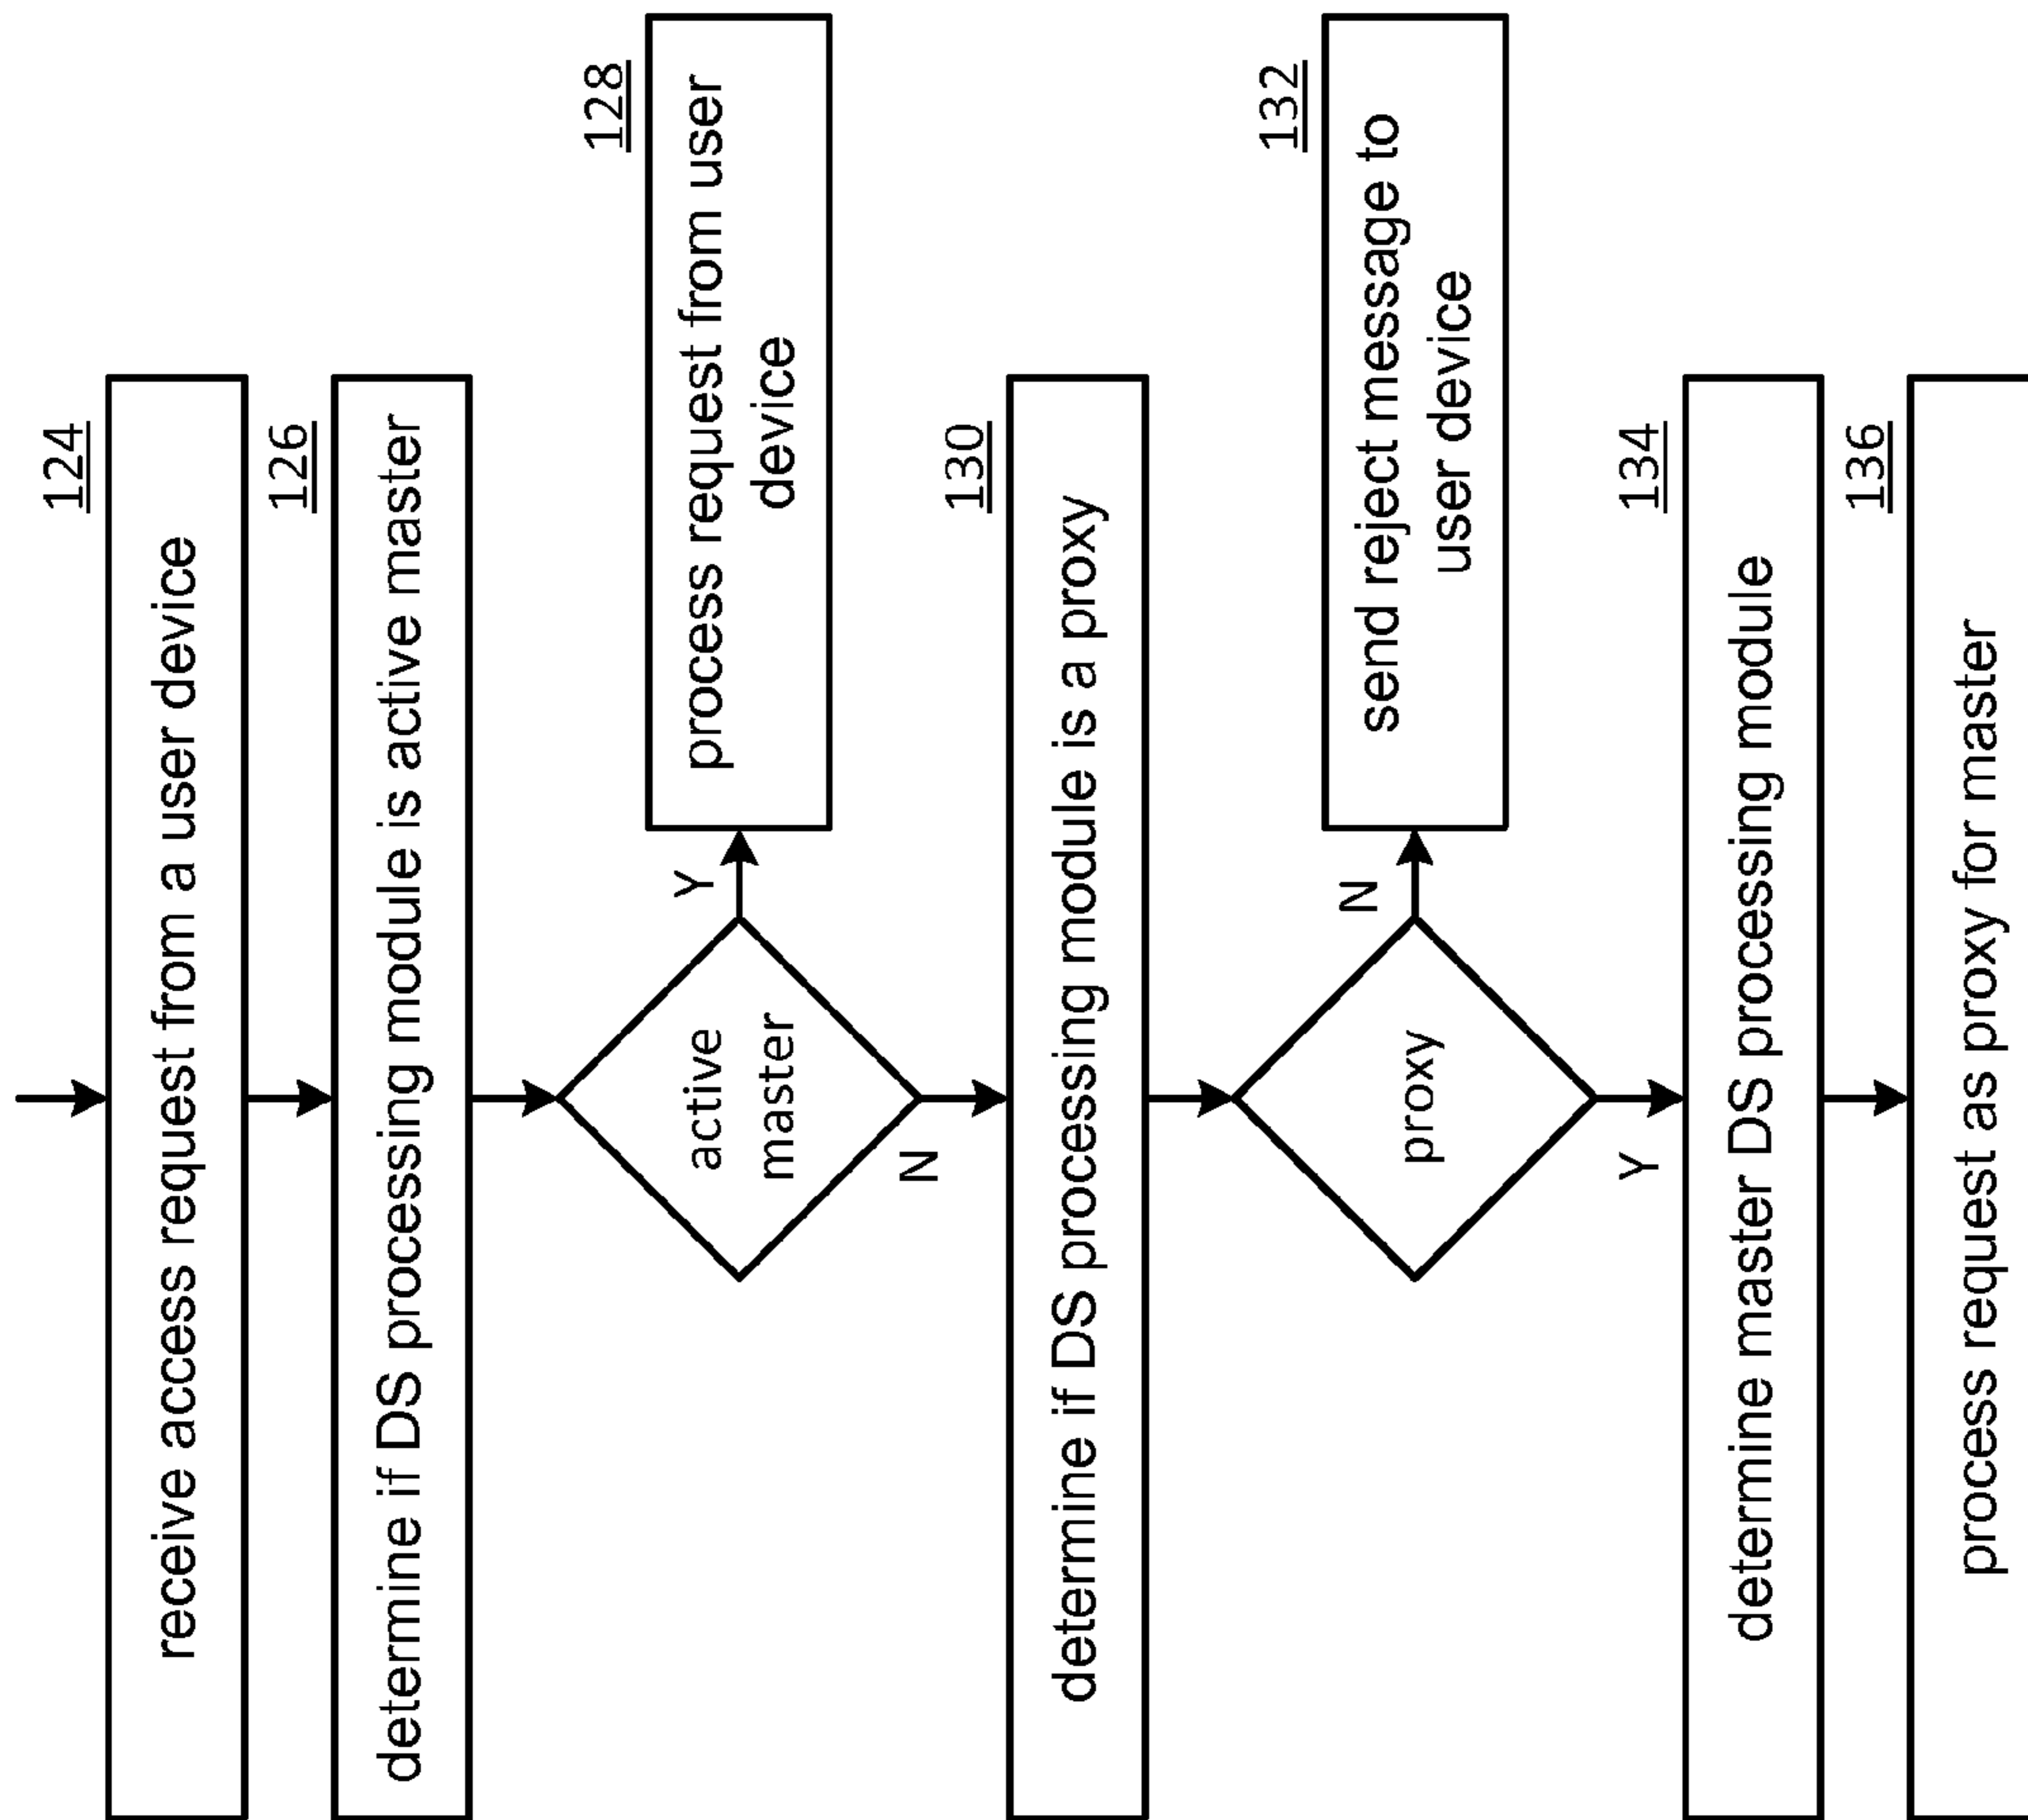 124
receive access request from a user device
126
determine if DS processing module is active master
active
master
Y
128
process request from user
device
N
130
determine if DS processing module is a proxy
proxy
N
132
send reject message to
user device
Y
134
determine master DS processing module
136
process request as proxy for master